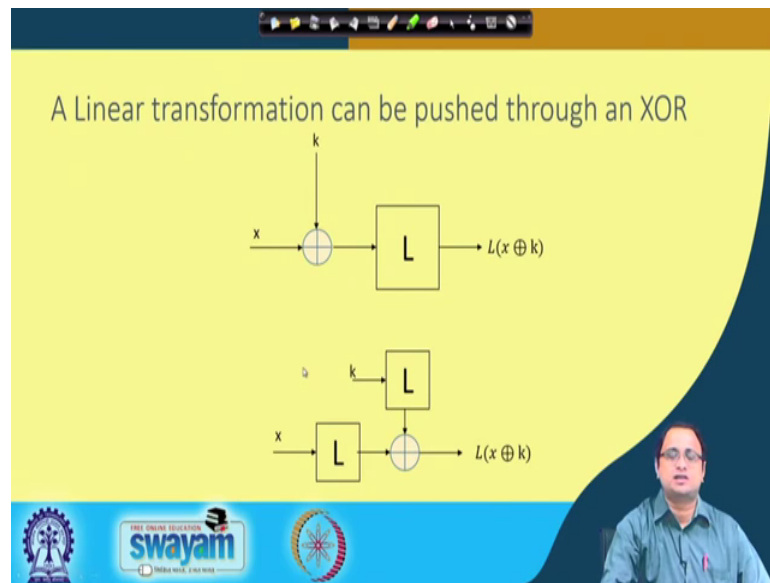 A Linear transformation can be pushed through an XOR
k
x
L
L(x ⊕ k)
k
L
x
L
L(x ⊕ k)
FREE ONLINE EDUCATION
swayam